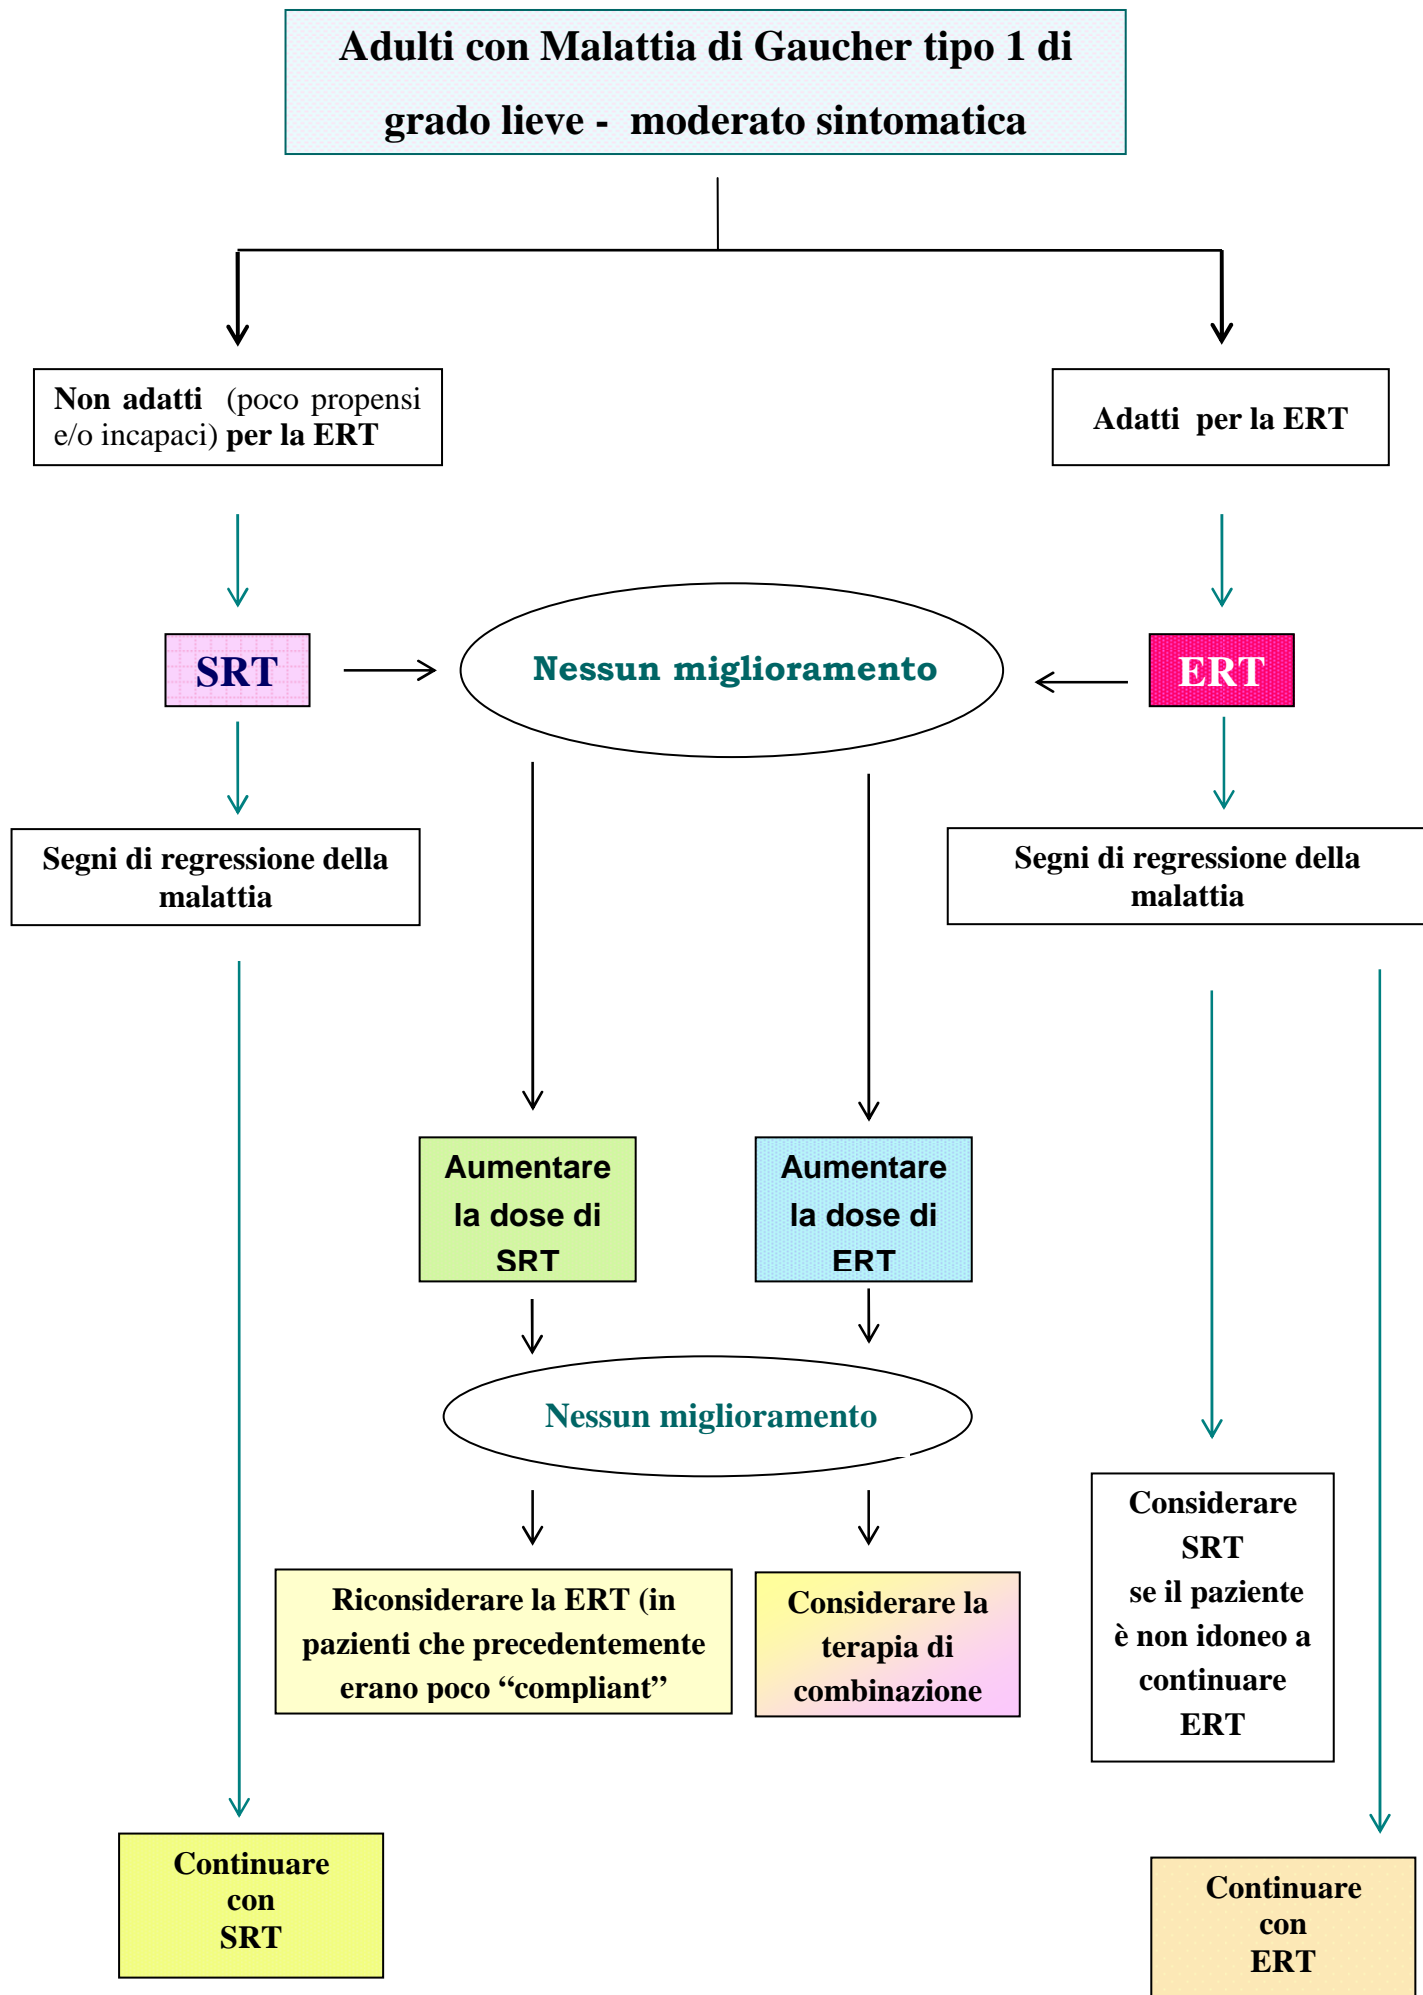 Adulti con Malattia di Gaucher tipo 1 di
grado lieve - moderato sintomatica
Non adatti (poco propensi
e/o incapaci) per la ERT
Adatti per la ERT
SRT
Nessun miglioramento
ERT
Segni di regressione della
malattia
Segni di regressione della
malattia
Aumentare
la dose di
SRT
Aumentare
la dose di
ERT
Nessun miglioramento
Riconsiderare la ERT (in
pazienti che precedentemente
erano poco “compliant”
Considerare la
terapia di
combinazione
Considerare
SRT
se il paziente
è non idoneo a
continuare
ERT
Continuare
con
SRT
Continuare
con
ERT